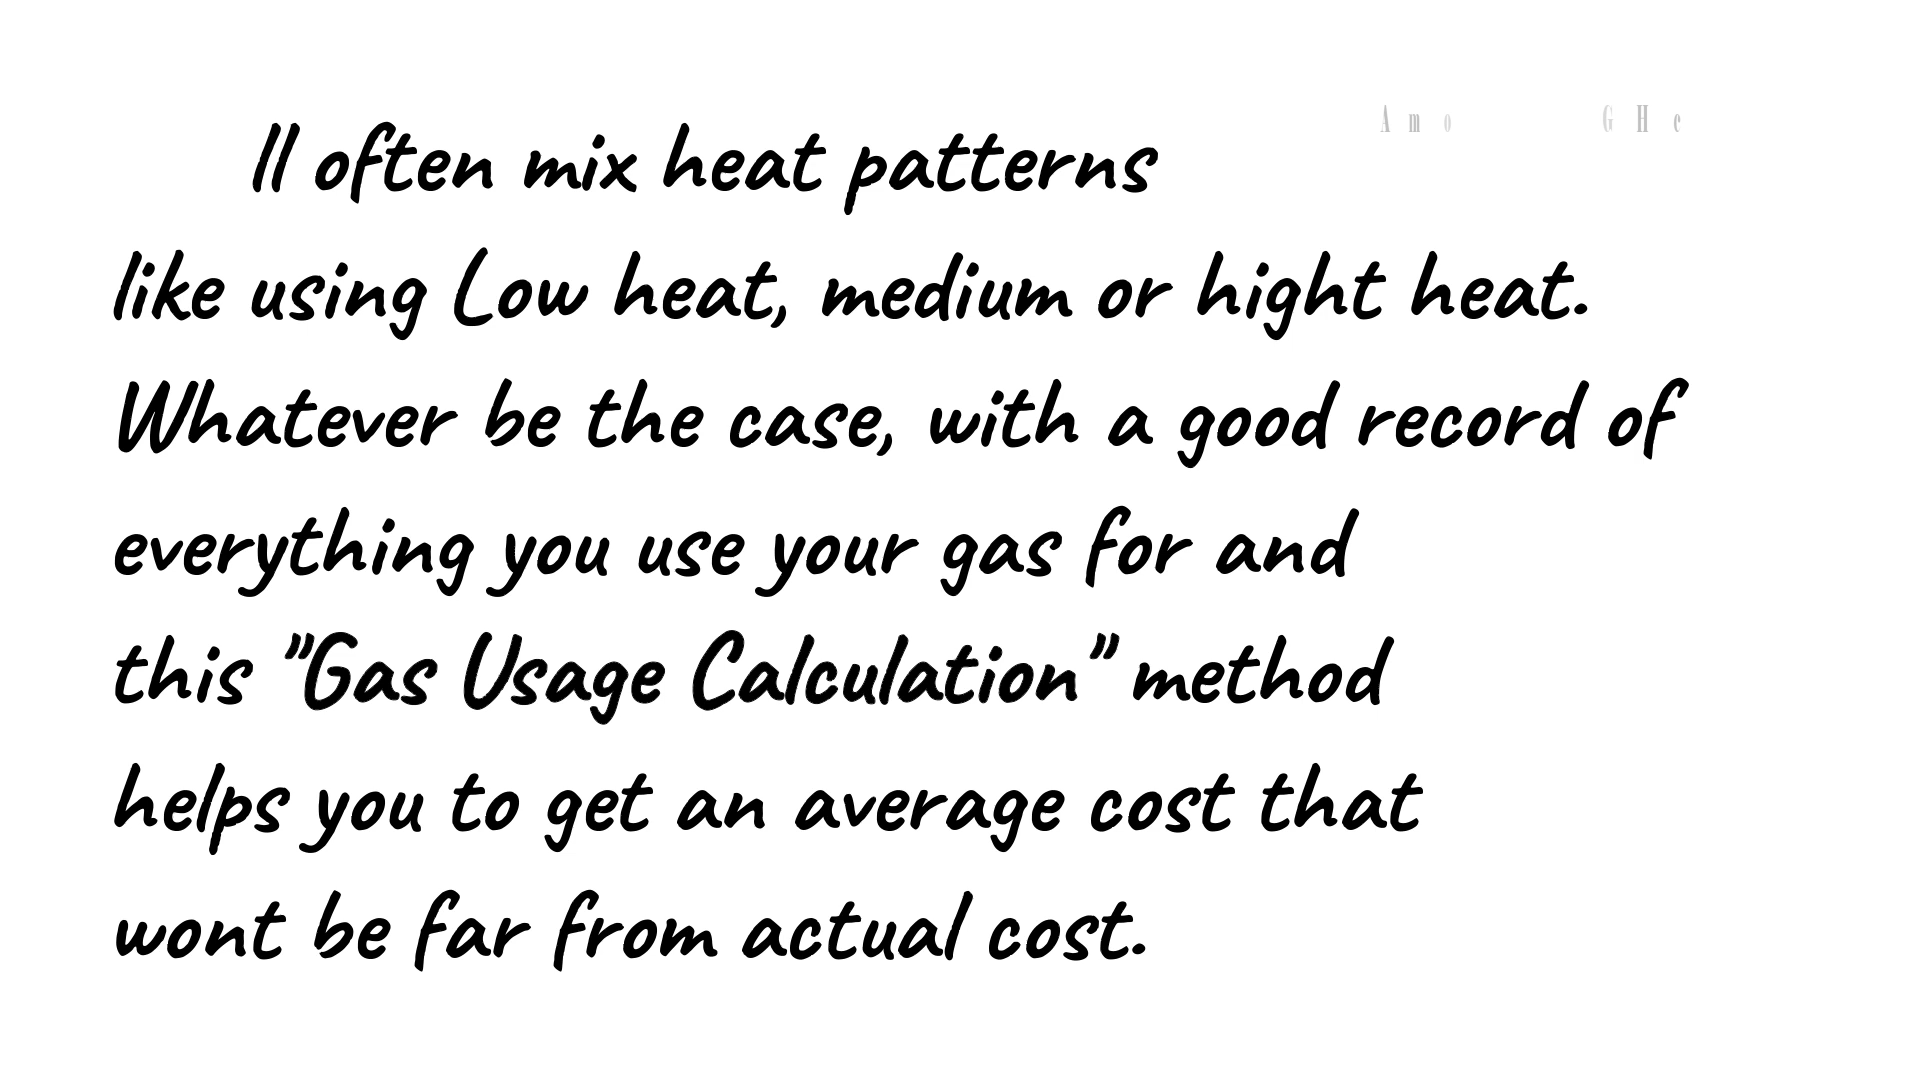 ll often mix heat patterns
like using Low heat, medium or hight heat.
Whatever be the case, with a good record of
everything you use your gas for and
this "Gas Usage Calculation" method
helps you to get an average cost that
wont be far from actual cost.